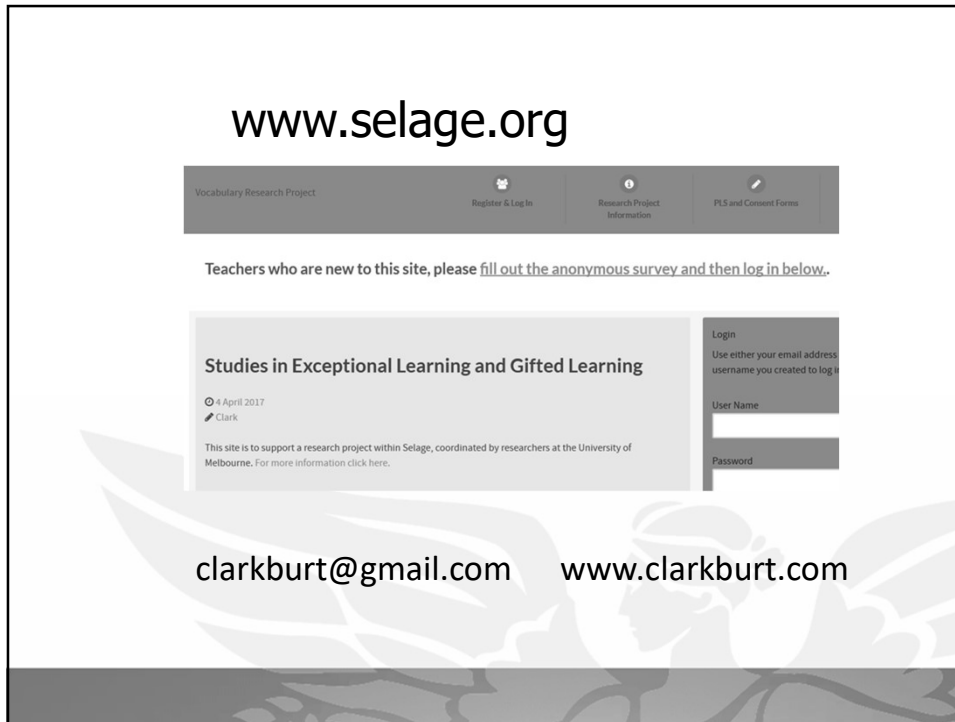 www.selage.org
Vocabulary Research Project
Register & Log In
Research Project
Information
PLS and Consent Forms
Teachers who are new to this site, please fill out the anonymous survey and then log in below..
Studies in Exceptional Learning and Gifted Learning
4 April 2017
Clark
This site is to support a research project within Selage, coordinated by researchers at the University of
Melbourne. For more information click here.
Login
Use either your email address
username you created to log in
User Name
Password
clarkburt@gmail.com www.clarkburt.com